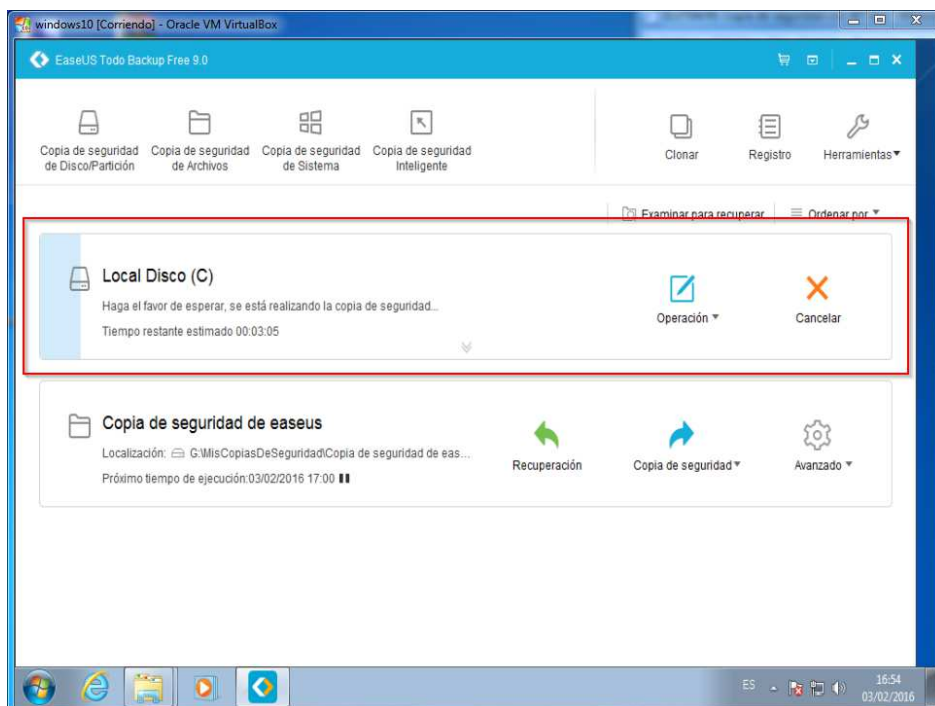 windows10 [Corriendo] - Oracle VM VirtualBox
EaseUS Todo Backup Free 9.0
Copia de seguridad
de Disco/Partición
Copia de seguridad
de Archivos
Copia de seguridad
de Sistema
Copia de seguridad
Inteligente
Clonar
Registro
Herramientas
Examinar para recuperar
Ordenar por
Local Disco (C)
Haga el favor de esperar, se está realizando la copia de seguridad...
Tiempo restante estimado 00:03:05
Operación
Cancelar
Copia de seguridad de easeus
Localización: G:\MisCopiasDeSeguridad\Copia de seguridad de eas...
Próximo tiempo de ejecución:03/02/2016 17:00
Recuperación
Copia de seguridad
Avanzado
ES
16:54
03/02/2016